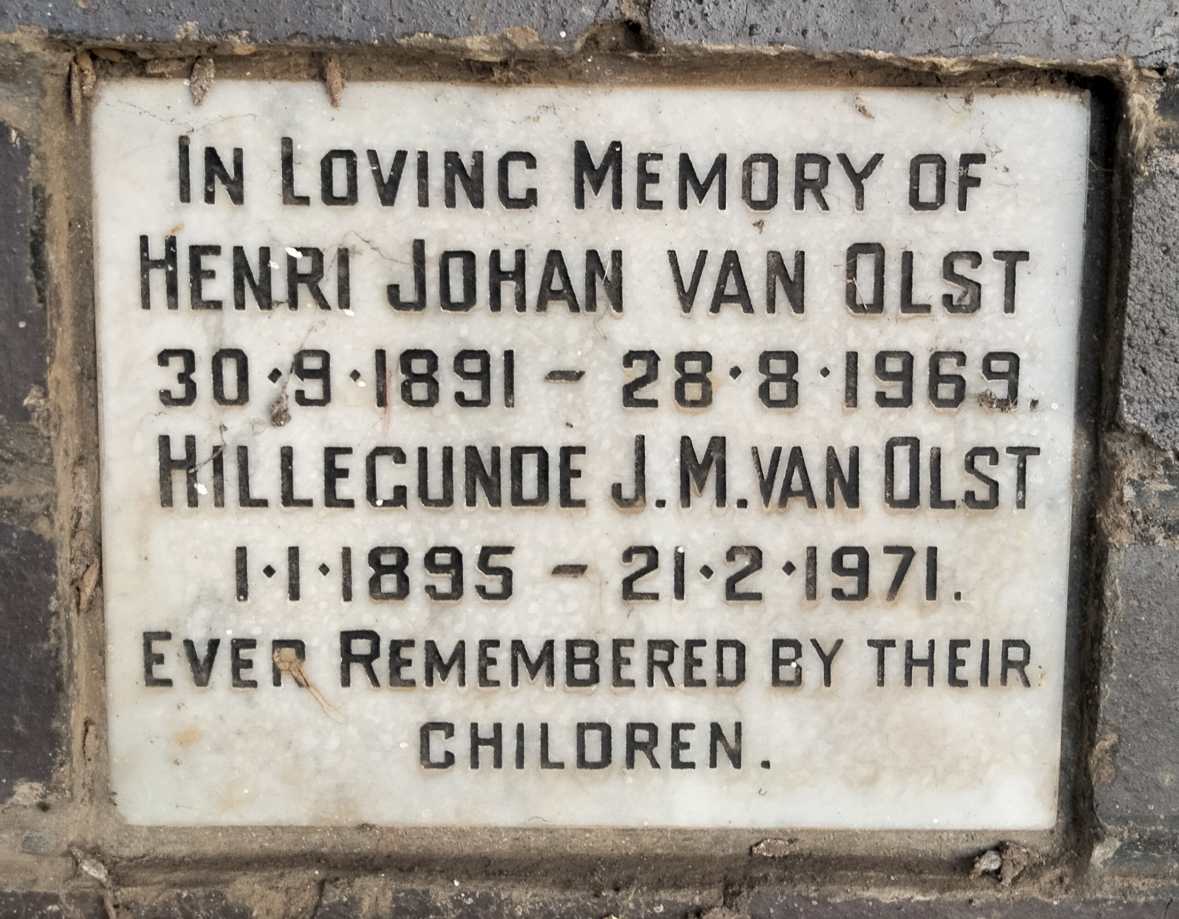 In Loving Memory of
Henri Johan van Olst
30·9·1891 – 28·8·1969.
Hillegunde J.M. van Olst
1·1·1895 – 21·2·1971.
Ever Remembered by their
children.